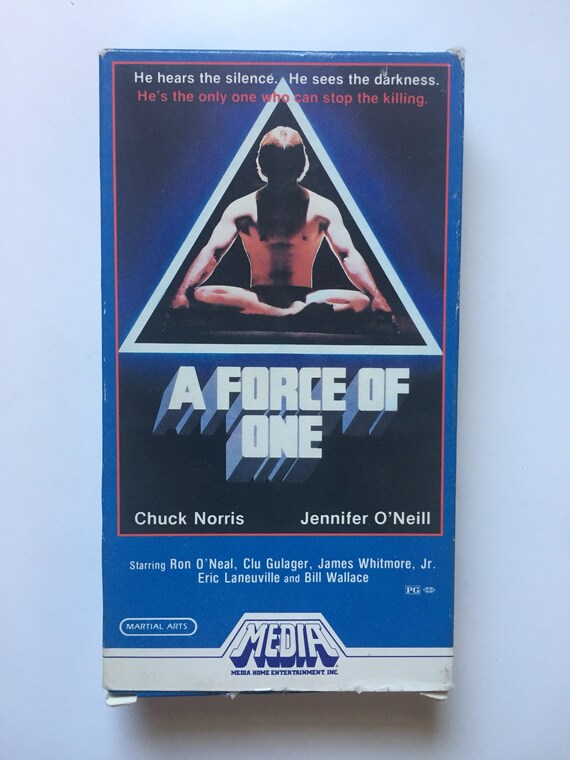 He hears the silence. He sees the darkness.
He's the only one who can stop the killing.
A FORCE OF
ONE
Chuck Norris Jennifer O'Neill
Starring Ron O'Neal, Clu Gulager, James Whitmore, Jr.
Eric Laneuville and Bill Wallace
PG
MARTIAL ARTS
MEDIA
MEDIA HOME ENTERTAINMENT, INC.